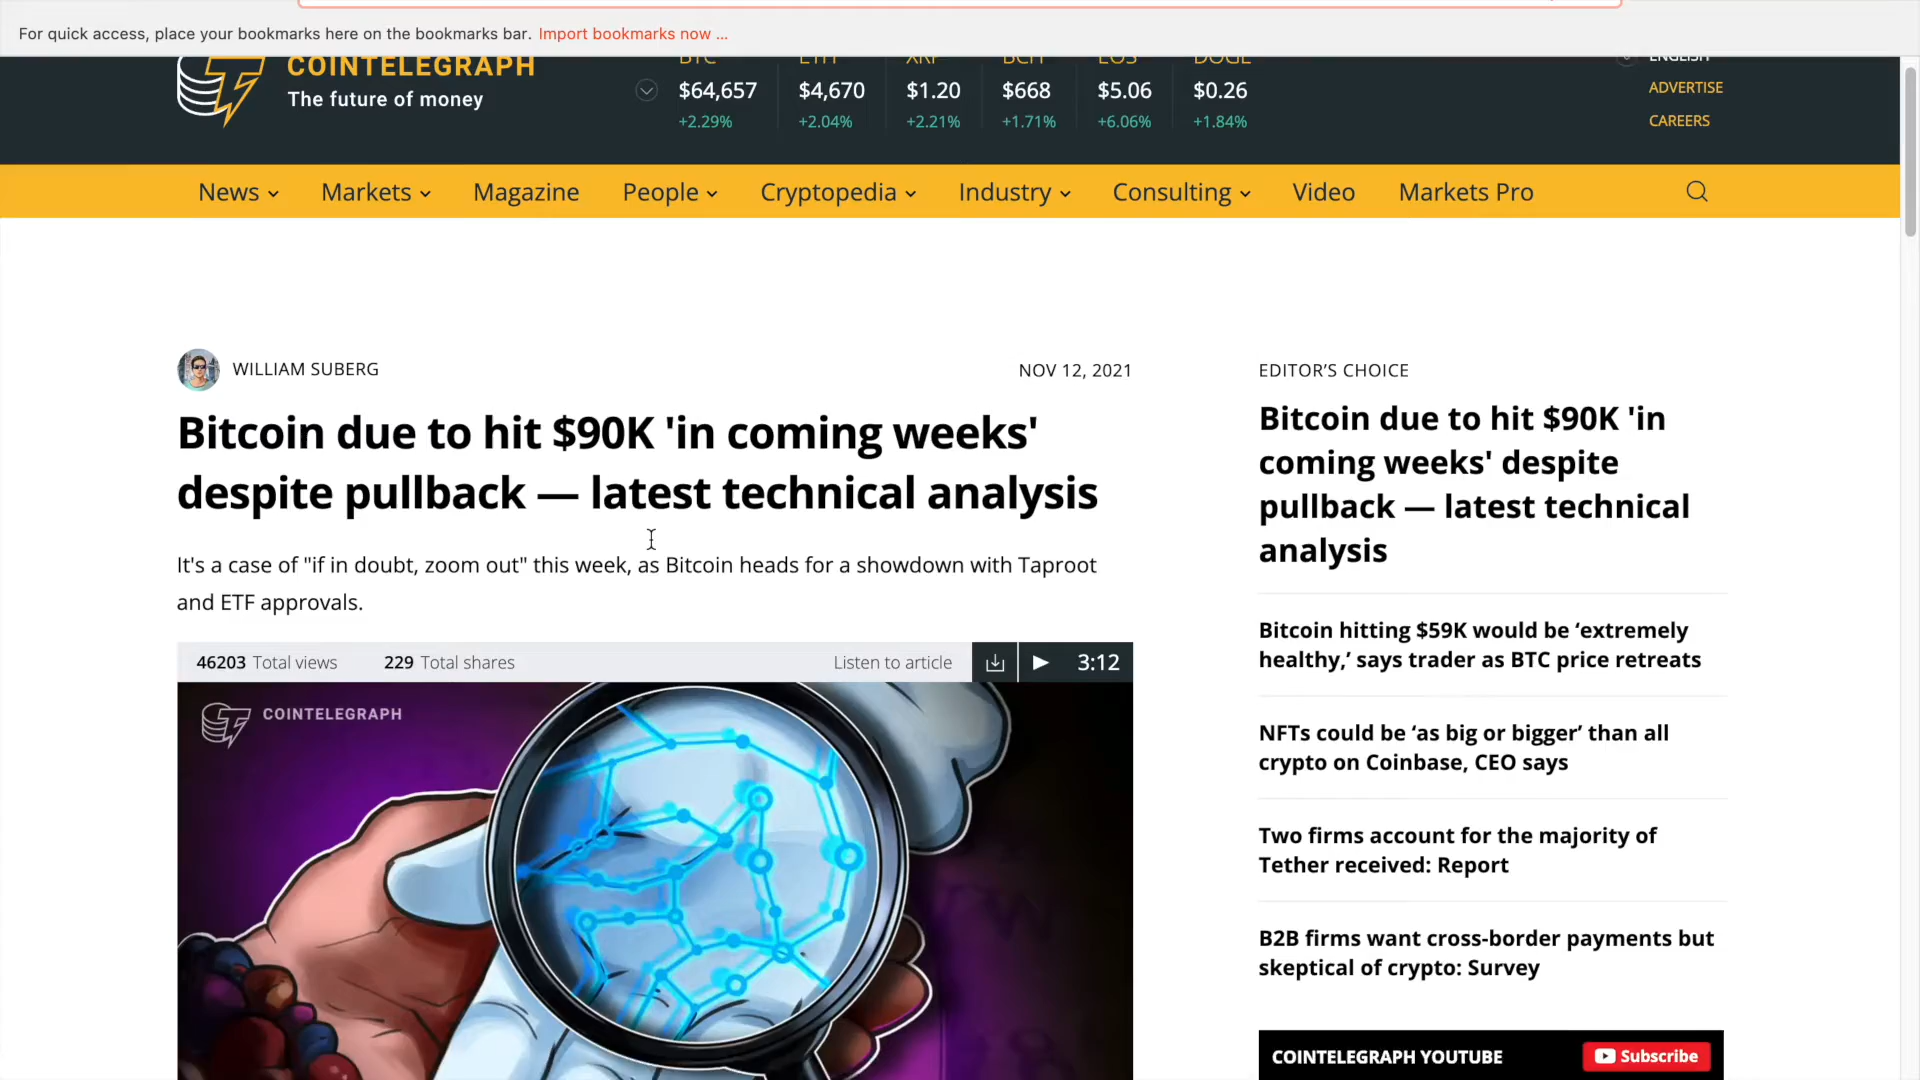 For quick access, place your bookmarks here on the bookmarks bar. Import bookmarks now ...
COINTELEGRAPH
The future of money
BTC ETH XRP BCH EOS DOGE
$64,657 $4,670 $1.20 $668 $5.06 $0.26
+2.29% +2.04% +2.21% +1.71% +6.06% +1.84%
ENGLISH
ADVERTISE
CAREERS
News Markets Magazine People Cryptopedia Industry Consulting Video Markets Pro
WILLIAM SUBERG
NOV 12, 2021
Bitcoin due to hit $90K 'in coming weeks'
despite pullback — latest technical analysis
It's a case of "if in doubt, zoom out" this week, as Bitcoin heads for a showdown with Taproot
and ETF approvals.
46203 Total views 229 Total shares Listen to article 3:12
COINTELEGRAPH
EDITOR’S CHOICE
Bitcoin due to hit $90K 'in
coming weeks' despite
pullback — latest technical
analysis
Bitcoin hitting $59K would be ‘extremely
healthy,’ says trader as BTC price retreats
NFTs could be ‘as big or bigger’ than all
crypto on Coinbase, CEO says
Two firms account for the majority of
Tether received: Report
B2B firms want cross-border payments but
skeptical of crypto: Survey
COINTELEGRAPH YOUTUBE Subscribe